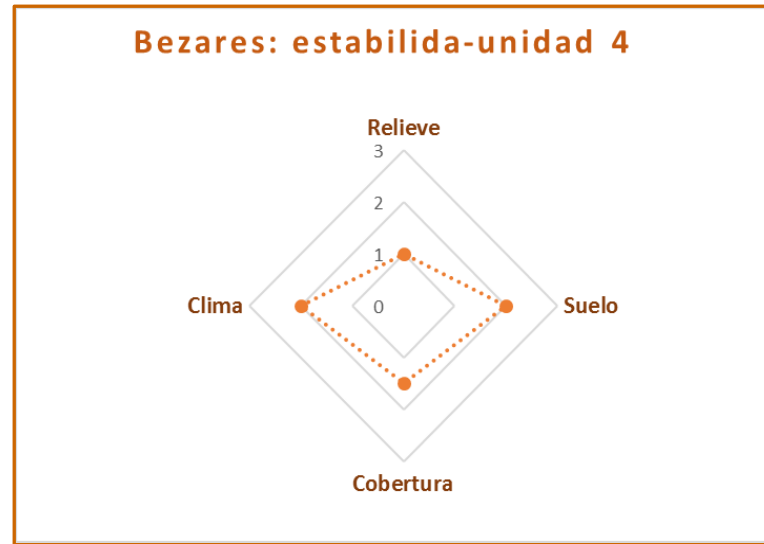 Bezares: estabilida-unidad 4
Relieve
3
2
1
Clima
0
Suelo
Cobertura